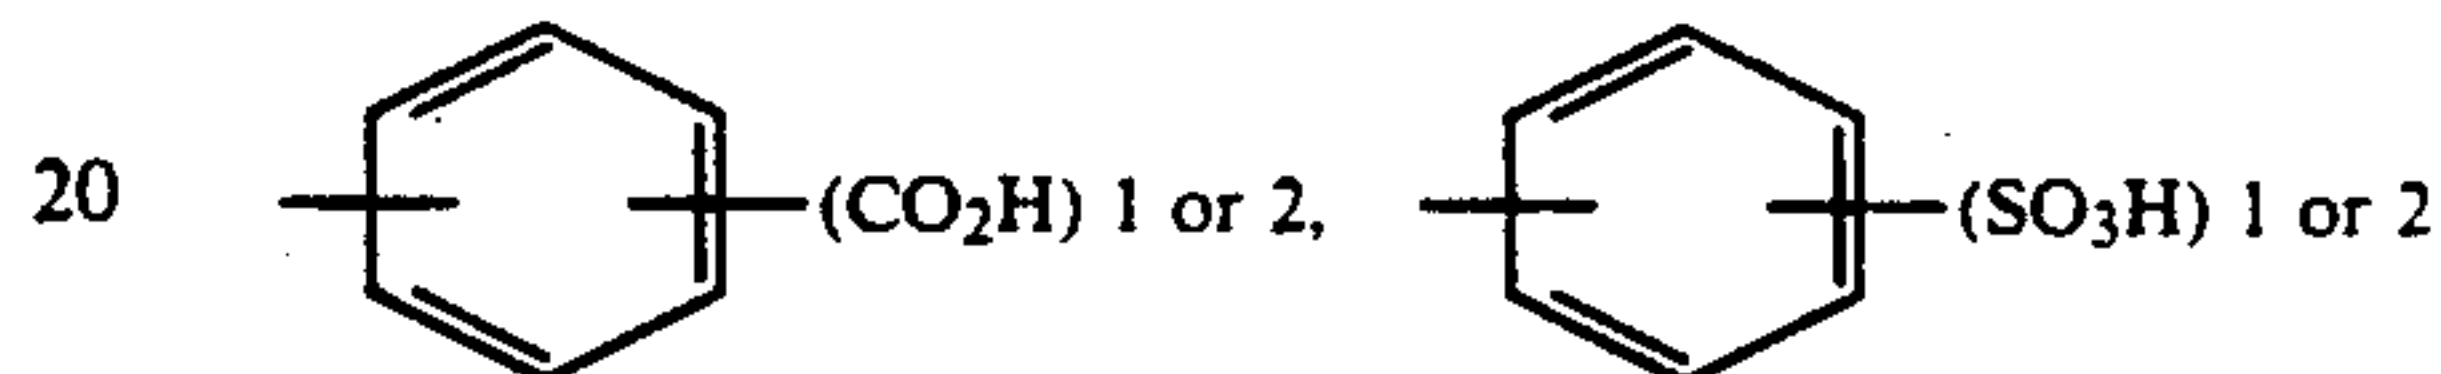 20 (CO₂H) 1 or 2, (SO₃H) 1 or 2